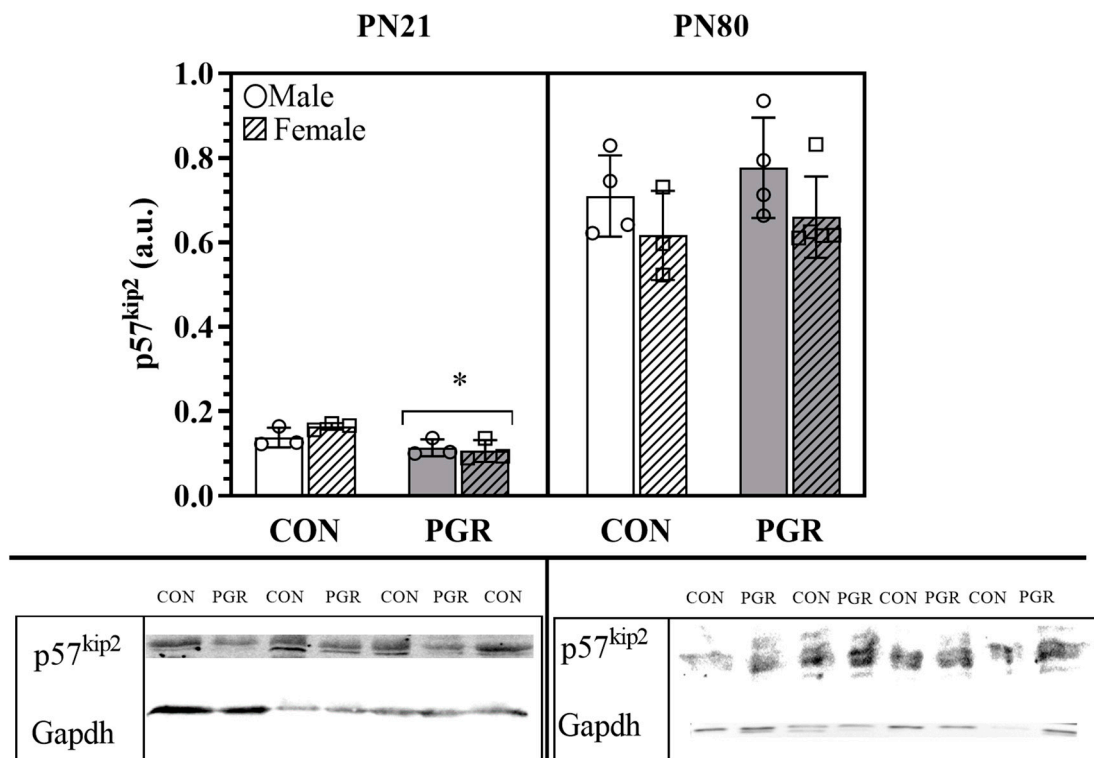 PN21 PN80
1.0
Male
Female
0.8
0.6
0.4
0.2
0.0
p57kip2 (a.u.)
*
CON PGR CON PGR
CON PGR CON PGR CON PGR CON
p57kip2
Gapdh
CON PGR CON PGR CON PGR CON PGR
p57kip2
Gapdh